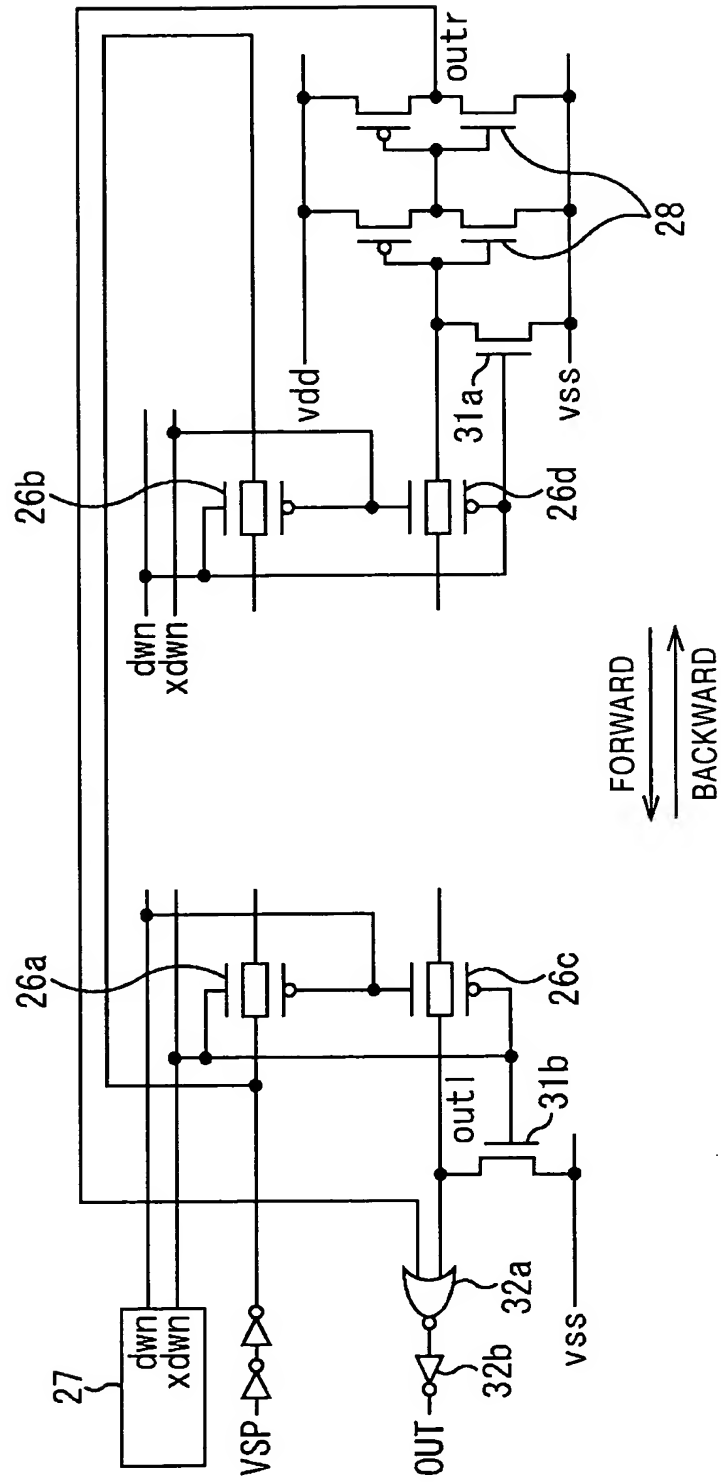 27
dwn
xdwn
VSP
OUT
32b
32a
26a
26c
outl
31b
vss
FORWARD
BACKWARD
dwn
xdwn
26b
26d
31a
vdd
vss
28
outr